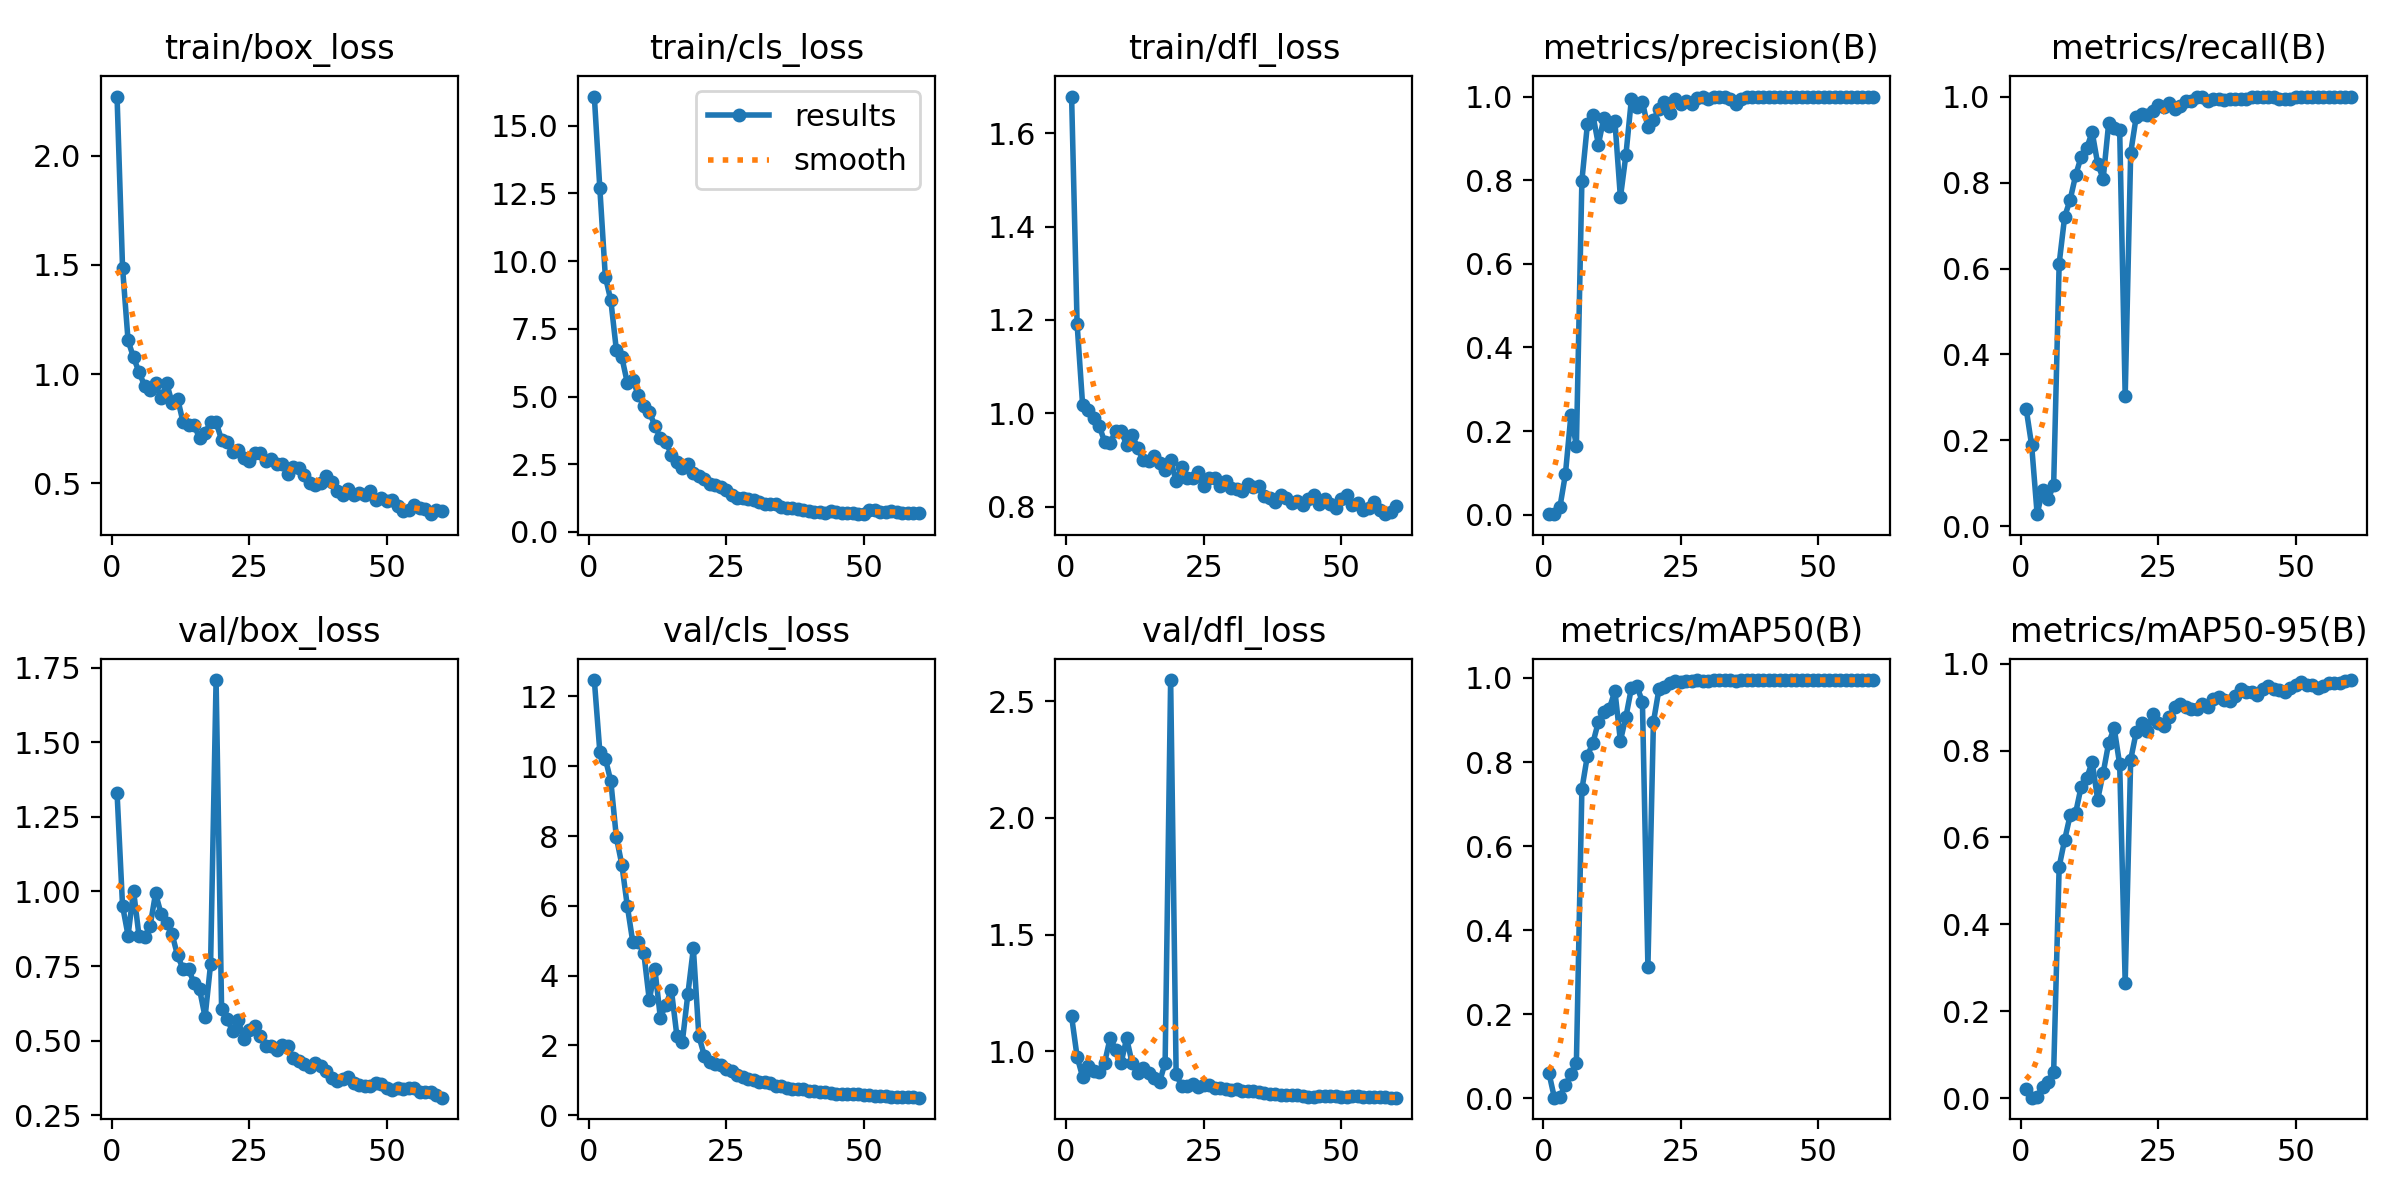 train/box_loss
2.0
1.5
1.0
0.5
0 25 50
train/cls_loss
results
smooth
15.0
12.5
10.0
7.5
5.0
2.5
0.0
0 25 50
train/dfl_loss
1.6
1.4
1.2
1.0
0.8
0 25 50
metrics/precision(B)
1.0
0.8
0.6
0.4
0.2
0.0
0 25 50
metrics/recall(B)
1.0
0.8
0.6
0.4
0.2
0.0
0 25 50
val/box_loss
1.75
1.50
1.25
1.00
0.75
0.50
0.25
0 25 50
val/cls_loss
12
10
8
6
4
2
0
0 25 50
val/dfl_loss
2.5
2.0
1.5
1.0
0 25 50
metrics/mAP50(B)
1.0
0.8
0.6
0.4
0.2
0.0
0 25 50
metrics/mAP50-95(B)
1.0
0.8
0.6
0.4
0.2
0.0
0 25 50